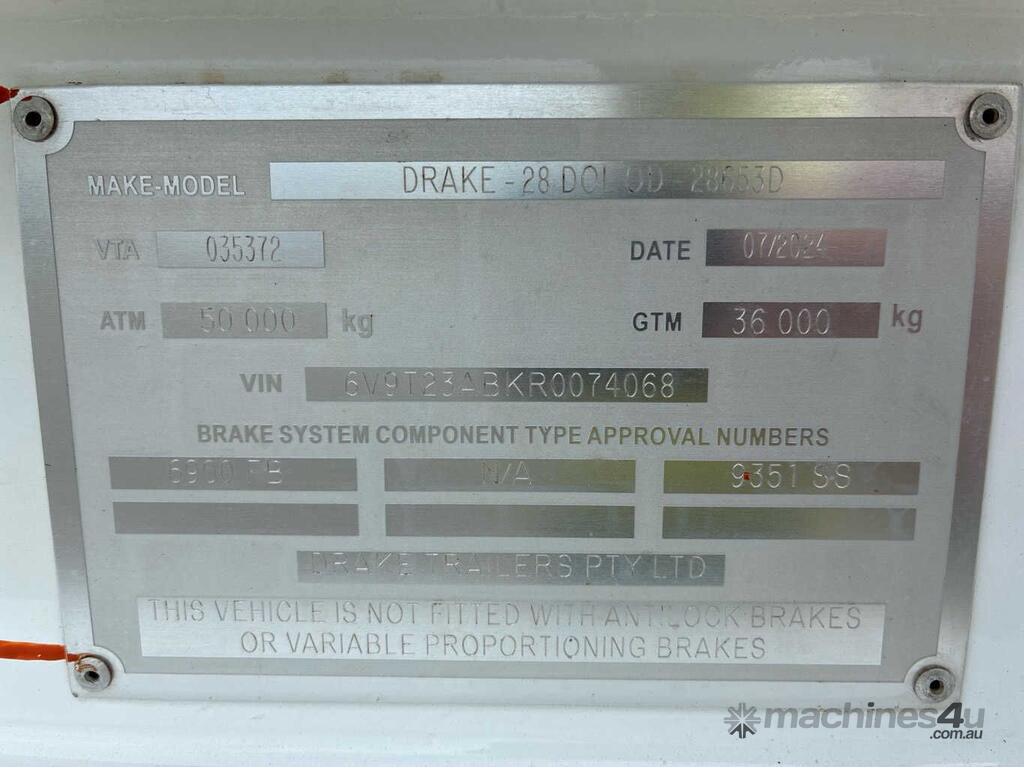 MAKE-MODEL DRAKE - 28 DOL OD - 28653D
VTA 035372 DATE 07/2024
ATM 50 000 kg GTM 36 000 kg
VIN 6V9T23ABKR0074068
BRAKE SYSTEM COMPONENT TYPE APPROVAL NUMBERS
6900 PB N/A 9351 SS
DRAKE TRAILERS PTY LTD
THIS VEHICLE IS NOT FITTED WITH ANTILOCK BRAKES
OR VARIABLE PROPORTIONING BRAKES
machines4u
.com.au